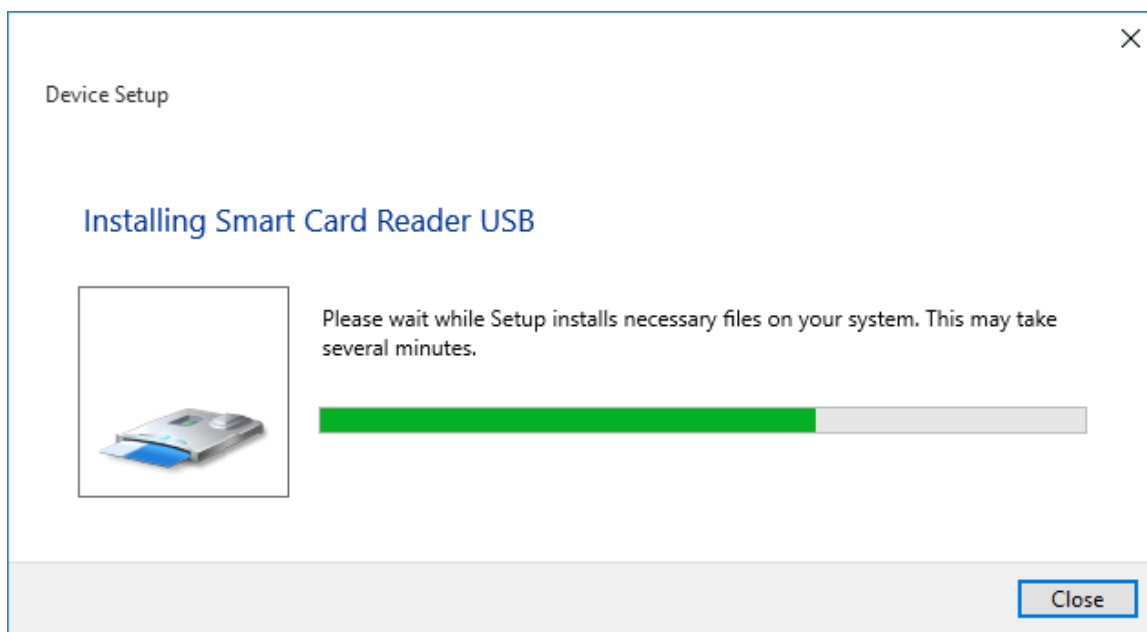 Device Setup
Installing Smart Card Reader USB
Please wait while Setup installs necessary files on your system. This may take
several minutes.
Close